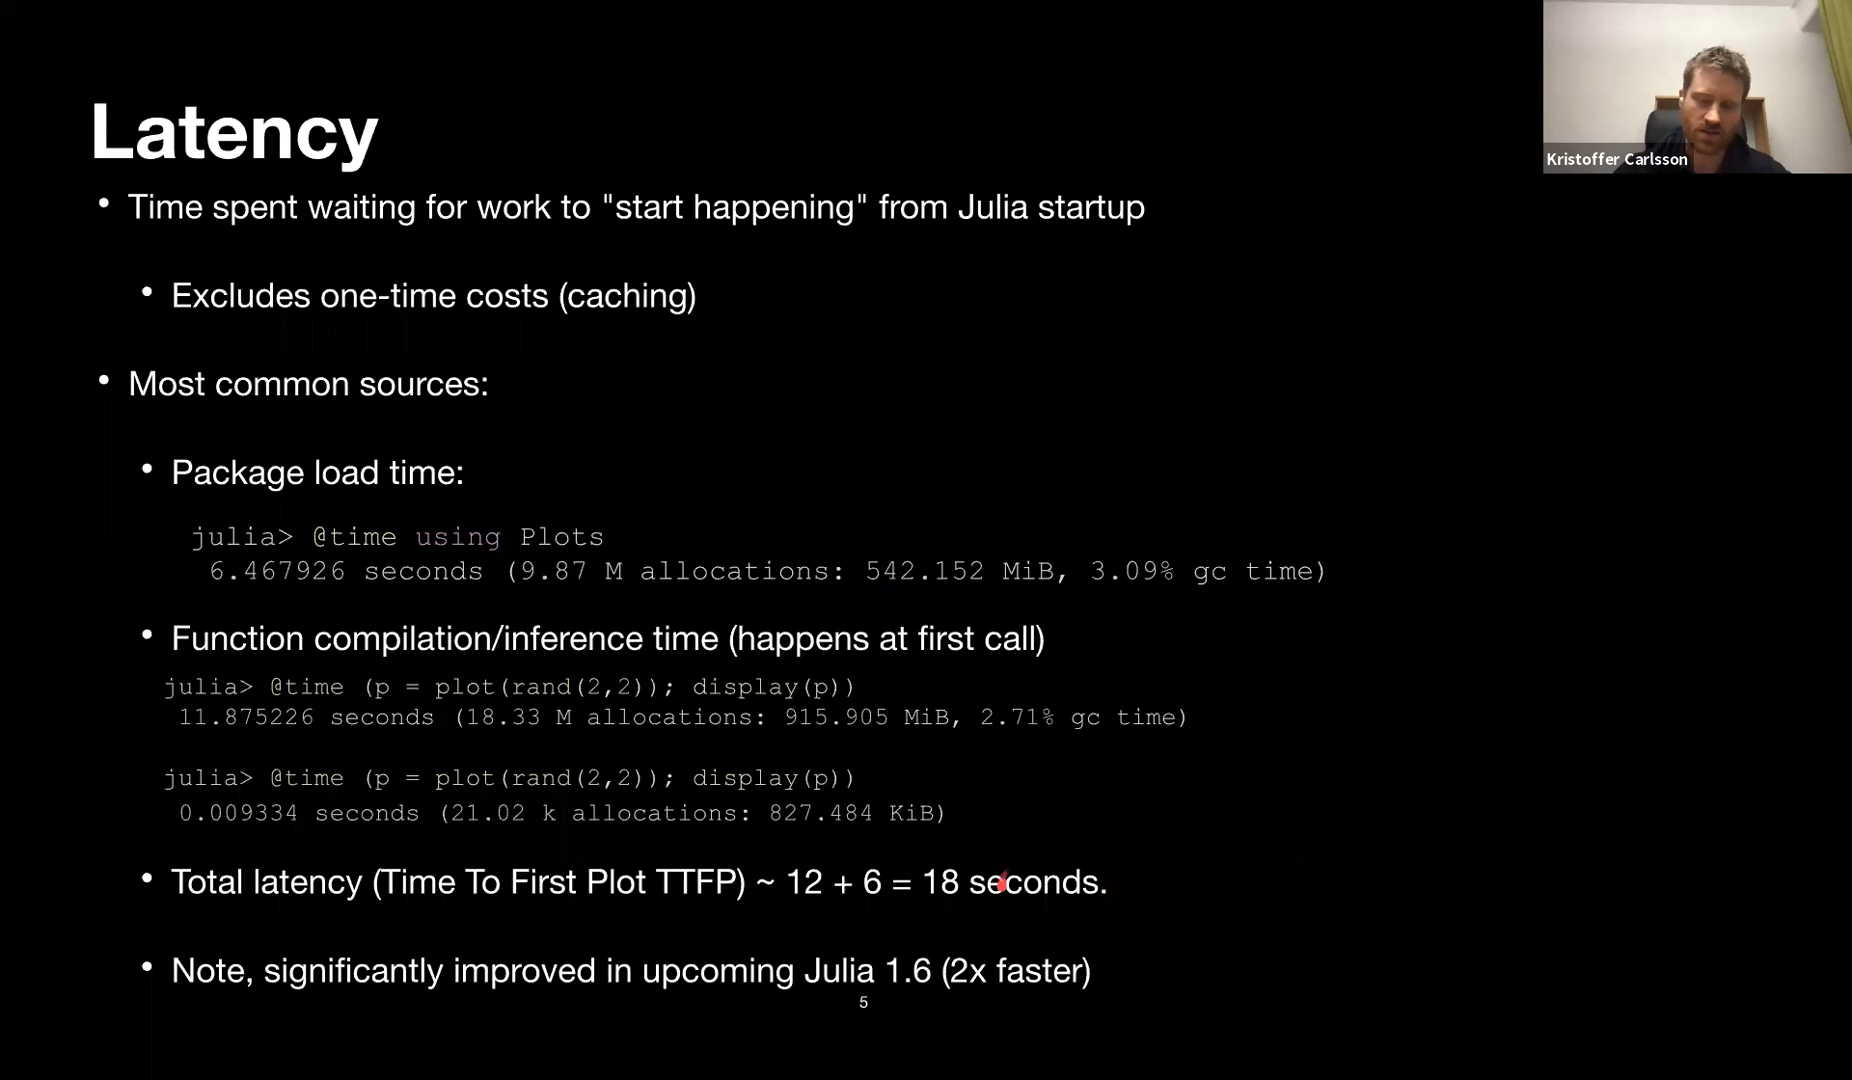 Latency
Kristoffer Carlsson
• Time spent waiting for work to "start happening" from Julia startup
• Excludes one-time costs (caching)
• Most common sources:
• Package load time:
julia> @time using Plots
6.467926 seconds (9.87 M allocations: 542.152 MiB, 3.09% gc time)
• Function compilation/inference time (happens at first call)
julia> @time (p = plot(rand(2,2)); display(p))
11.875226 seconds (18.33 M allocations: 915.905 MiB, 2.71% gc time)
julia> @time (p = plot(rand(2,2)); display(p))
0.009334 seconds (21.02 k allocations: 827.484 KiB)
• Total latency (Time To First Plot TTFP) ~ 12 + 6 = 18 seconds.
• Note, significantly improved in upcoming Julia 1.6 (2x faster)
5